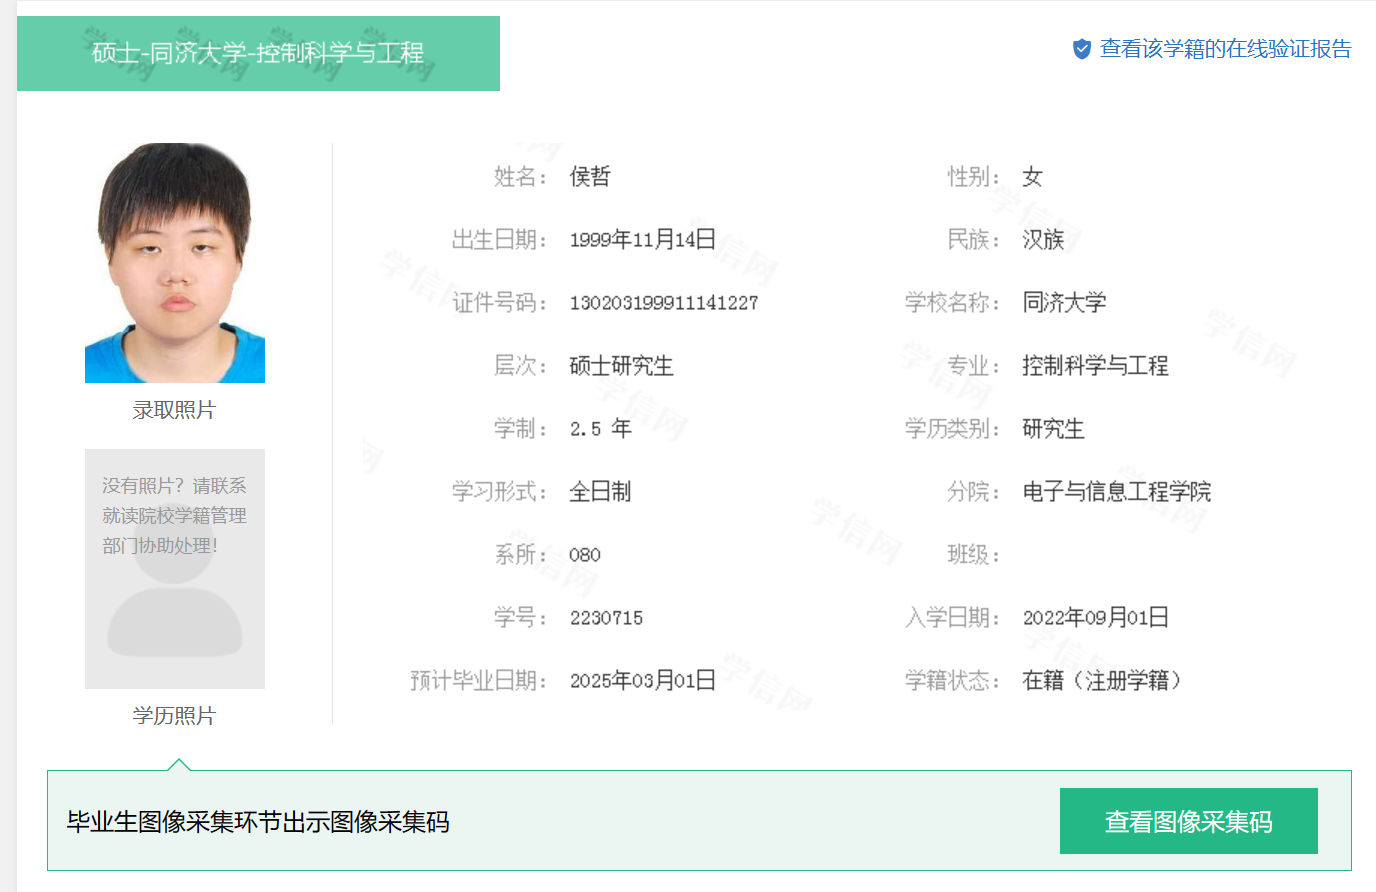 硕士-同济大学-控制科学与工程
查看该学籍的在线验证报告
姓名： 侯哲 性别： 女
出生日期： 1999年11月14日 民族： 汉族
证件号码： 130203199911141227 学校名称： 同济大学
层次： 硕士研究生 专业： 控制科学与工程
录取照片
学制： 2.5 年 学历类别： 研究生
没有照片？请联系
就读院校学籍管理
部门协助处理！
学习形式： 全日制 分院： 电子与信息工程学院
系所： 080 班级：
学号： 2230715 入学日期： 2022年09月01日
预计毕业日期： 2025年03月01日 学籍状态： 在籍（注册学籍）
学历照片
毕业生图像采集环节出示图像采集码
查看图像采集码
学信网